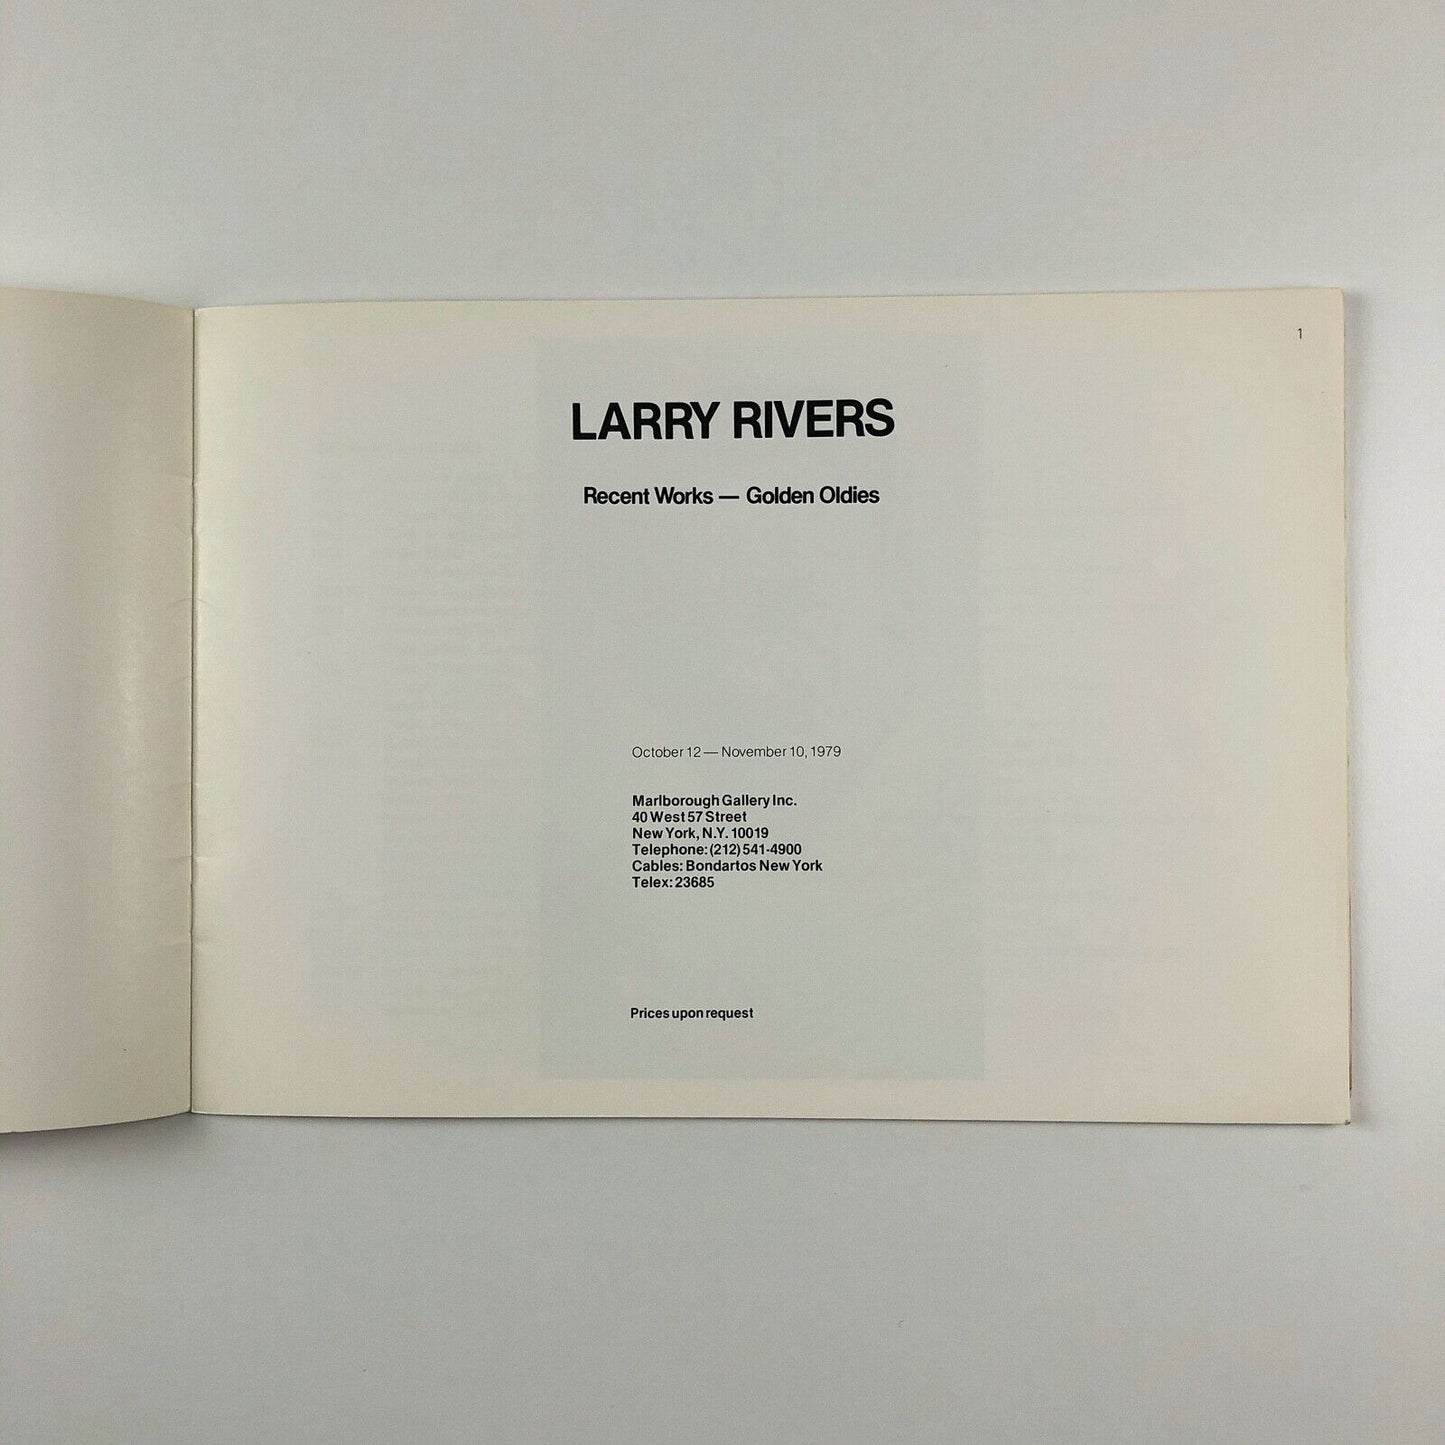 1
LARRY RIVERS
Recent Works — Golden Oldies
October 12 — November 10, 1979
Marlborough Gallery Inc.
40 West 57 Street
New York, N.Y. 10019
Telephone: (212) 541-4900
Cables: Bondartos New York
Telex: 23685
Prices upon request